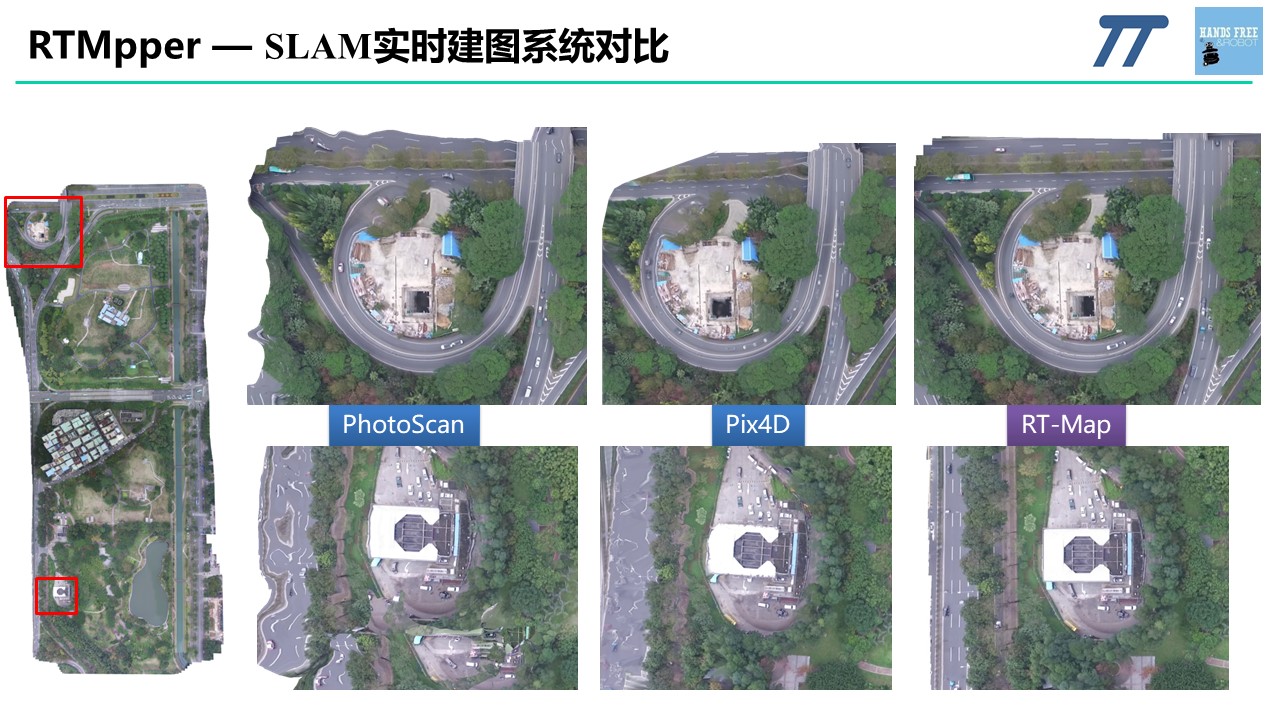 RTMpper — SLAM实时建图系统对比
HANDS FREE
&ROBOT
PhotoScan
Pix4D
RT-Map